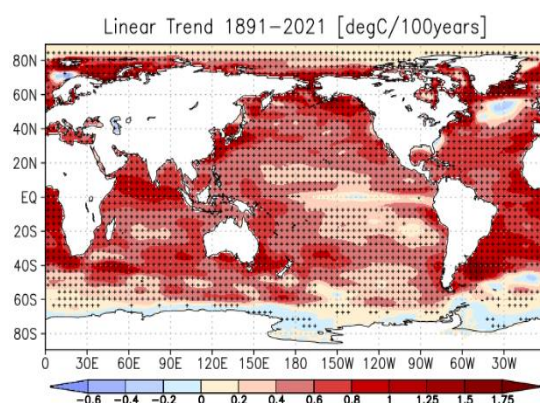 Linear Trend 1891−2021 [degC/100years]
80N
60N
40N
20N
EQ
20S
40S
60S
80S
0 30E 60E 90E 120E 150E 180 150W 120W 90W 60W 30W
−0.6 −0.4 −0.2 0 0.2 0.4 0.6 0.8 1 1.25 1.5 1.75